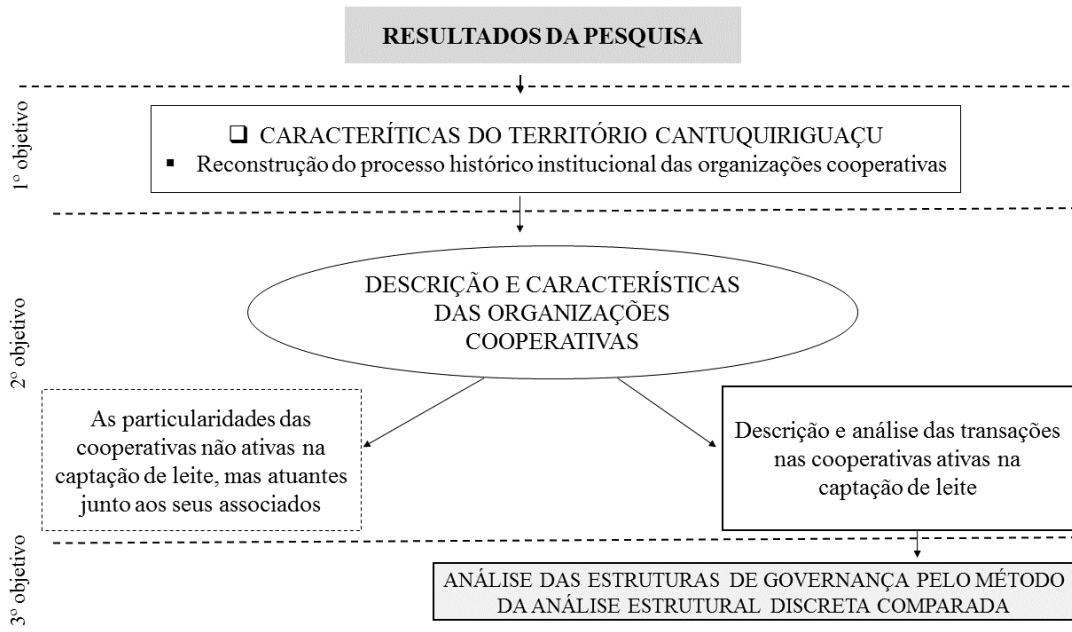 RESULTADOS DA PESQUISA
1º objetivo
❑ CARACTERÍTICAS DO TERRITÓRIO CANTUQUIRIGUAÇU
▪ Reconstrução do processo histórico institucional das organizações cooperativas
2º objetivo
DESCRIÇÃO E CARACTERÍSTICAS
DAS ORGANIZAÇÕES
COOPERATIVAS
As particularidades das
cooperativas não ativas na
captação de leite, mas atuantes
junto aos seus associados
Descrição e análise das transações
nas cooperativas ativas na
captação de leite
3º objetivo
ANÁLISE DAS ESTRUTURAS DE GOVERNANÇA PELO MÉTODO
DA ANÁLISE ESTRUTURAL DISCRETA COMPARADA